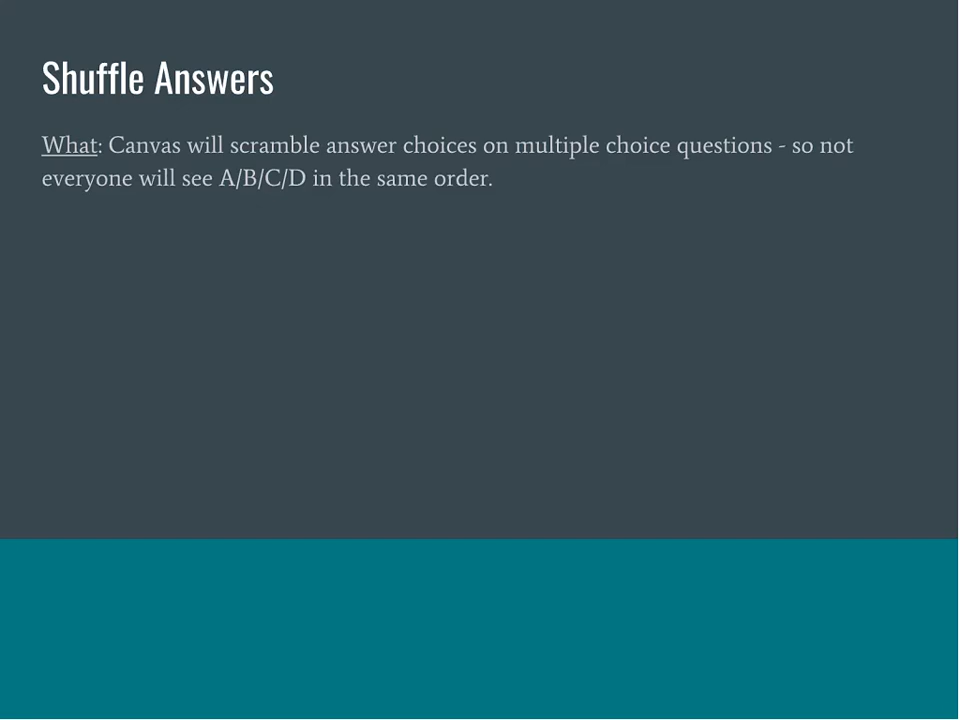 Shuffle Answers
What: Canvas will scramble answer choices on multiple choice questions - so not
everyone will see A/B/C/D in the same order.